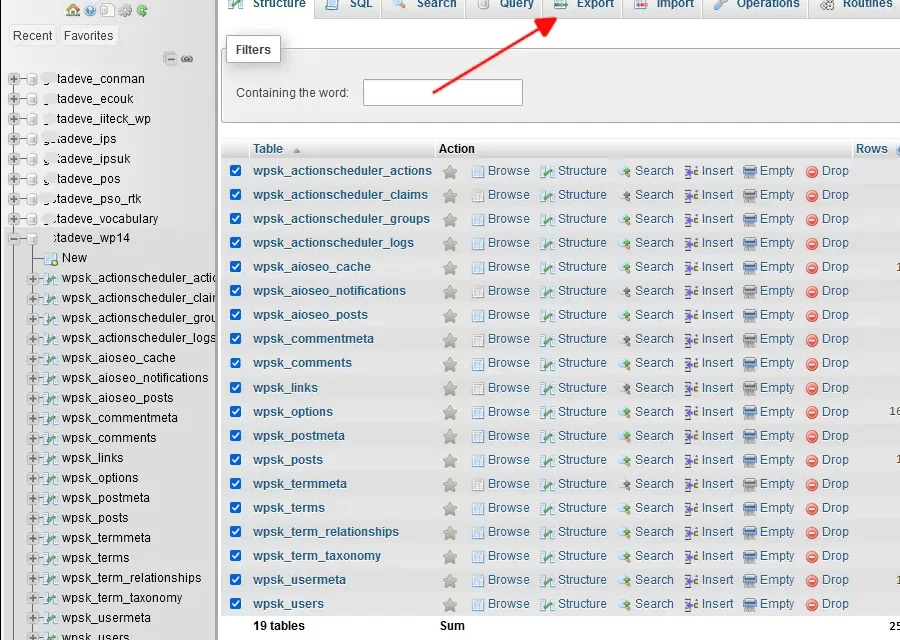 Structure SQL Search Query Export Import Operations Routines
Recent Favorites
Filters
Containing the word:
tadeve_conman
tadeve_ecouk
tadeve_iiteck_wp
tadeve_ips
tadeve_ipsuk
tadeve_pos
tadeve_pso_rtk
tadeve_vocabulary
tadeve_wp14
New
wpsk_actionscheduler_actic
wpsk_actionscheduler_clair
wpsk_actionscheduler_grou
wpsk_actionscheduler_logs
wpsk_aioseo_cache
wpsk_aioseo_notifications
wpsk_aioseo_posts
wpsk_commentmeta
wpsk_comments
wpsk_links
wpsk_options
wpsk_postmeta
wpsk_posts
wpsk_termmeta
wpsk_terms
wpsk_term_relationships
wpsk_term_taxonomy
wpsk_usermeta
wpsk_users
Table Action Rows
wpsk_actionscheduler_actions Browse Structure Search Insert Empty Drop
wpsk_actionscheduler_claims Browse Structure Search Insert Empty Drop
wpsk_actionscheduler_groups Browse Structure Search Insert Empty Drop
wpsk_actionscheduler_logs Browse Structure Search Insert Empty Drop
wpsk_aioseo_cache Browse Structure Search Insert Empty Drop 1
wpsk_aioseo_notifications Browse Structure Search Insert Empty Drop
wpsk_aioseo_posts Browse Structure Search Insert Empty Drop
wpsk_commentmeta Browse Structure Search Insert Empty Drop
wpsk_comments Browse Structure Search Insert Empty Drop
wpsk_links Browse Structure Search Insert Empty Drop
wpsk_options Browse Structure Search Insert Empty Drop 16
wpsk_postmeta Browse Structure Search Insert Empty Drop
wpsk_posts Browse Structure Search Insert Empty Drop 1
wpsk_termmeta Browse Structure Search Insert Empty Drop
wpsk_terms Browse Structure Search Insert Empty Drop
wpsk_term_relationships Browse Structure Search Insert Empty Drop
wpsk_term_taxonomy Browse Structure Search Insert Empty Drop
wpsk_usermeta Browse Structure Search Insert Empty Drop 1
wpsk_users Browse Structure Search Insert Empty Drop
19 tables Sum 25